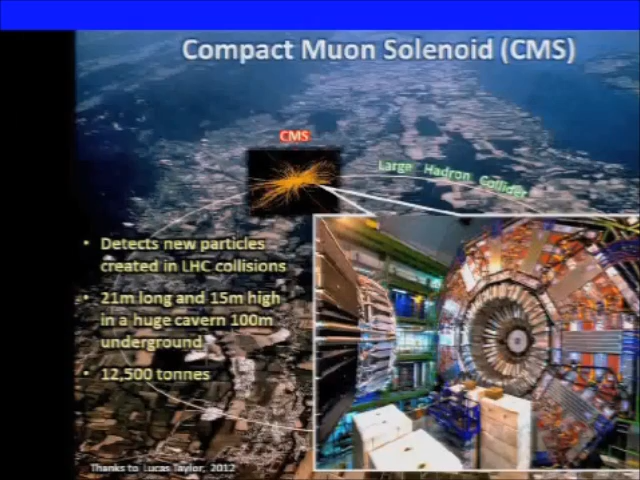 Compact Muon Solenoid (CMS)
CMS
Large Hadron Collider
• Detects new particles
created in LHC collisions
• 21m long and 15m high
in a huge cavern 100m
underground
• 12,500 tonnes
Thanks to Lucas Taylor, 2012